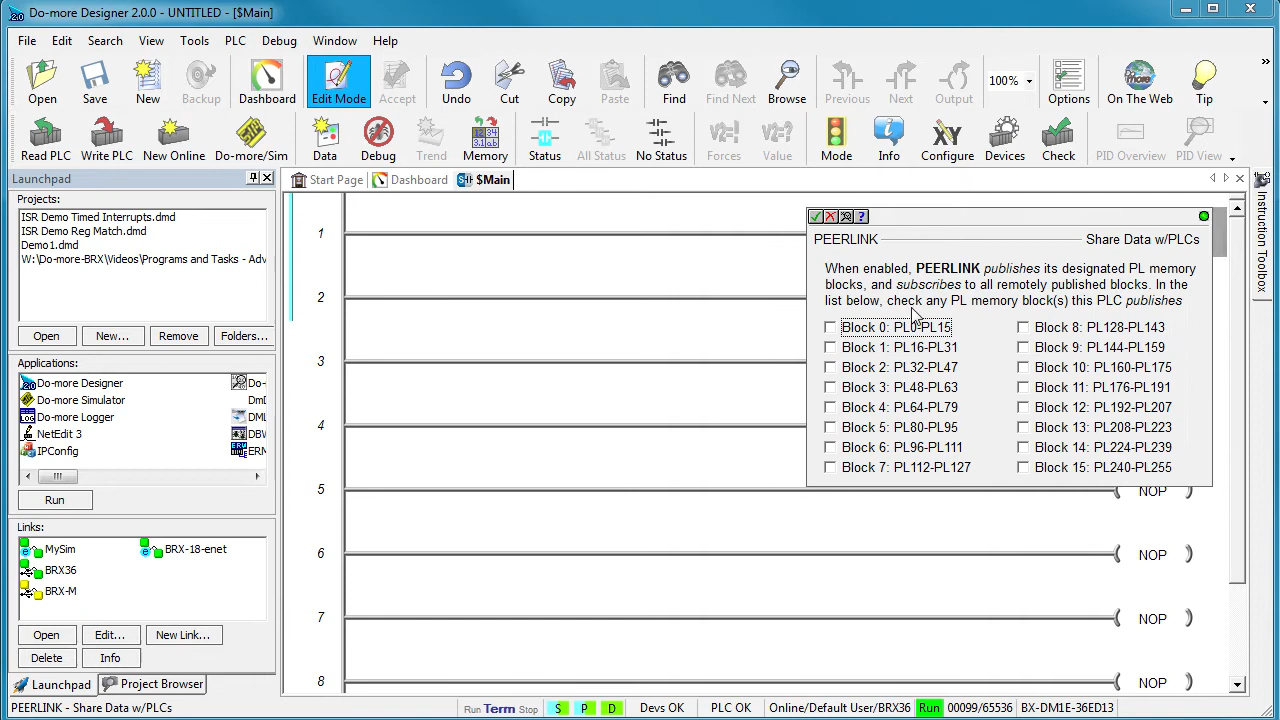 Do-more Designer 2.0.0 - UNTITLED - [$Main]
File Edit Search View Tools PLC Debug Window Help
Open Save New Backup Dashboard Edit Mode Accept Undo Cut Copy Paste Find Find Next Browse Previous Next Output 100% Options On The Web Tip
Read PLC Write PLC New Online Do-more/Sim Data Debug Trend Memory Status All Status No Status Forces Value Mode Info Configure Devices Check PID Overview PID View
Launchpad
Start Page Dashboard $Main
Projects:
ISR Demo Timed Interrupts.dmd
ISR Demo Reg Match.dmd
Demo1.dmd
W:\Do-more-BRX\Videos\Programs and Tasks - Adv
Open New... Remove Folders...
Applications:
Do-more Designer Do-
Do-more Simulator DmD
Do-more Logger DML
NetEdit 3 DBW
IPConfig ERM
Run
Links:
MySim BRX-18-enet
BRX36
BRX-M
Open Edit... New Link...
Delete Info
Launchpad Project Browser
1
2
3
4
5 NOP
6 NOP
7 NOP
8 NOP
PEERLINK Share Data w/PLCs
When enabled, PEERLINK publishes its designated PL memory
blocks, and subscribes to all remotely published blocks. In the
list below, check any PL memory block(s) this PLC publishes
Block 0: PL0-PL15 Block 8: PL128-PL143
Block 1: PL16-PL31 Block 9: PL144-PL159
Block 2: PL32-PL47 Block 10: PL160-PL175
Block 3: PL48-PL63 Block 11: PL176-PL191
Block 4: PL64-PL79 Block 12: PL192-PL207
Block 5: PL80-PL95 Block 13: PL208-PL223
Block 6: PL96-PL111 Block 14: PL224-PL239
Block 7: PL112-PL127 Block 15: PL240-PL255
Instruction Toolbox
PEERLINK - Share Data w/PLCs Run Term Stop S P D Devs OK PLC OK Online/Default User/BRX36 Run 00099/65536 BX-DM1E-36ED13